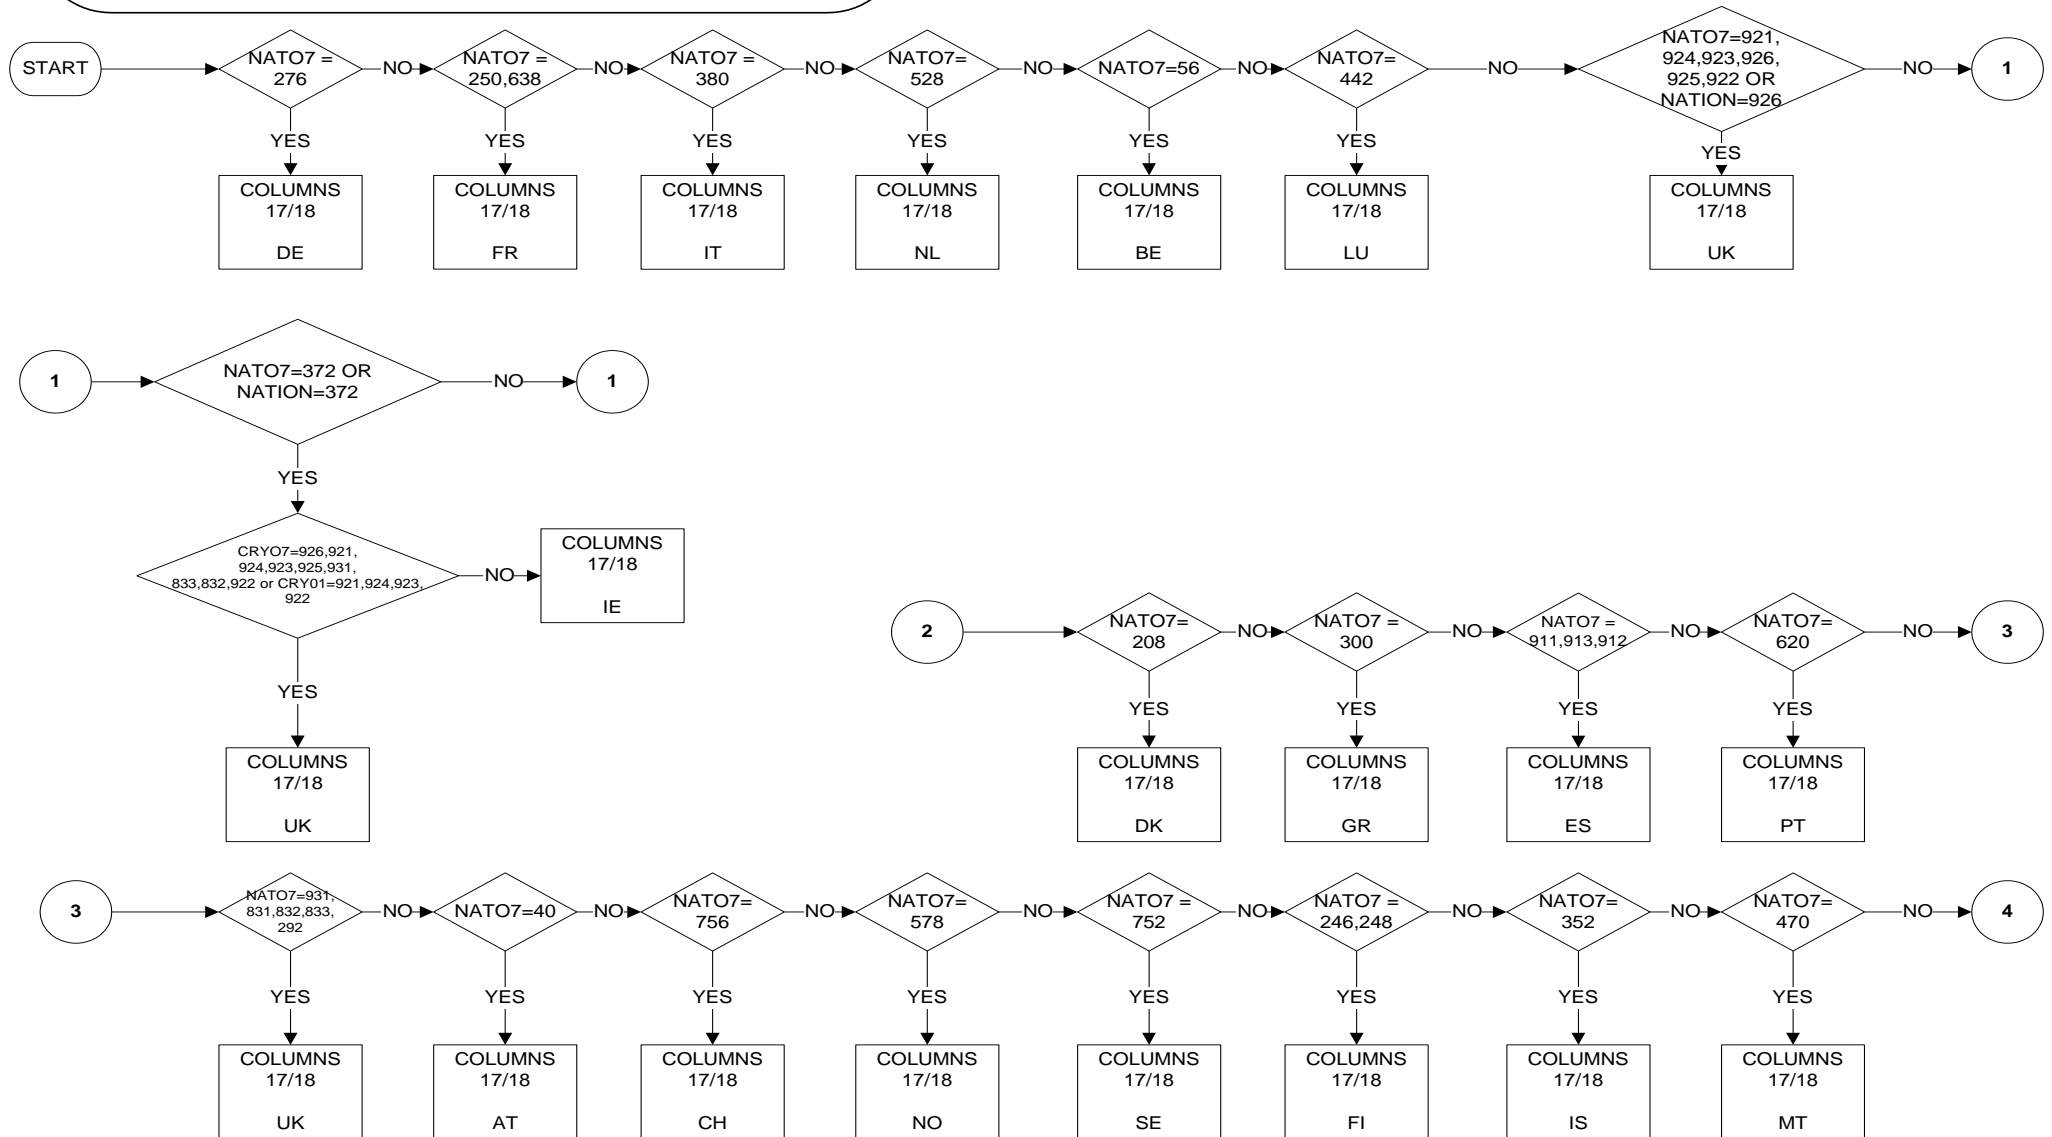 START
NATO7 =
276
NO
NATO7 =
250,638
NO
NATO7 =
380
NO
NATO7=
528
NO
NATO7=56
NO
NATO7=
442
NO
NATO7=921,
924,923,926,
925,922 OR
NATION=926
NO
1
YES
YES
YES
YES
YES
YES
YES
COLUMNS
17/18
DE
COLUMNS
17/18
FR
COLUMNS
17/18
IT
COLUMNS
17/18
NL
COLUMNS
17/18
BE
COLUMNS
17/18
LU
COLUMNS
17/18
UK
1
NATO7=372 OR
NATION=372
NO
1
YES
CRYO7=926,921,
924,923,925,931,
833,832,922 or CRY01=921,924,923,
922
NO
COLUMNS
17/18
IE
YES
COLUMNS
17/18
UK
2
NATO7=
208
NO
NATO7 =
300
NO
NATO7 =
911,913,912
NO
NATO7=
620
NO
3
YES
YES
YES
YES
COLUMNS
17/18
DK
COLUMNS
17/18
GR
COLUMNS
17/18
ES
COLUMNS
17/18
PT
3
NATO7=931,
831,832,833,
292
NO
NATO7=40
NO
NATO7=
756
NO
NATO7=
578
NO
NATO7 =
752
NO
NATO7 =
246,248
NO
NATO7=
352
NO
NATO7=
470
NO
4
YES
YES
YES
YES
YES
YES
YES
YES
COLUMNS
17/18
UK
COLUMNS
17/18
AT
COLUMNS
17/18
CH
COLUMNS
17/18
NO
COLUMNS
17/18
SE
COLUMNS
17/18
FI
COLUMNS
17/18
IS
COLUMNS
17/18
MT